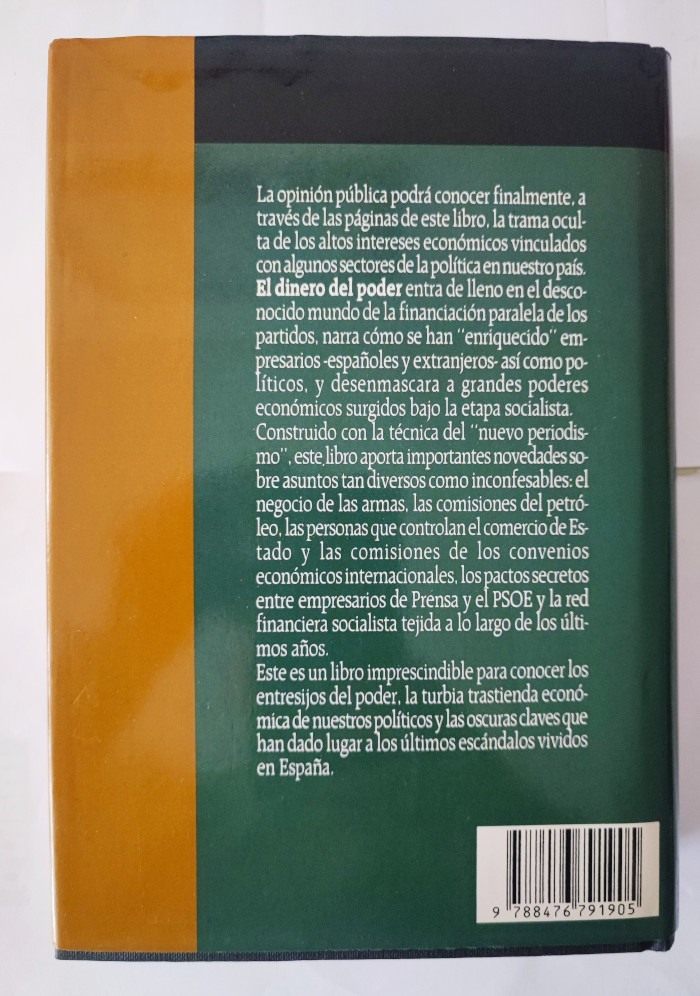 La opinión pública podrá conocer finalmente, a
través de las páginas de este libro, la trama ocul-
ta de los altos intereses económicos vinculados
con algunos sectores de la política en nuestro país.
El dinero del poder entra de lleno en el desco-
nocido mundo de la financiación paralela de los
partidos, narra cómo se han "enriquecido" em-
presarios -españoles y extranjeros- así como po-
líticos, y desenmascara a grandes poderes
económicos surgidos bajo la etapa socialista.
Construido con la técnica del "nuevo periodis-
mo", este libro aporta importantes novedades so-
bre asuntos tan diversos como inconfesables: el
negocio de las armas, las comisiones del petró-
leo, las personas que controlan el comercio de Es-
tado y las comisiones de los convenios
económicos internacionales, los pactos secretos
entre empresarios de Prensa y el PSOE y la red
financiera socialista tejida a lo largo de los últi-
mos años.
Este es un libro imprescindible para conocer los
entresijos del poder, la turbia trastienda econó-
mica de nuestros políticos y las oscuras claves que
han dado lugar a los últimos escándalos vividos
en España.
9 788476 791905